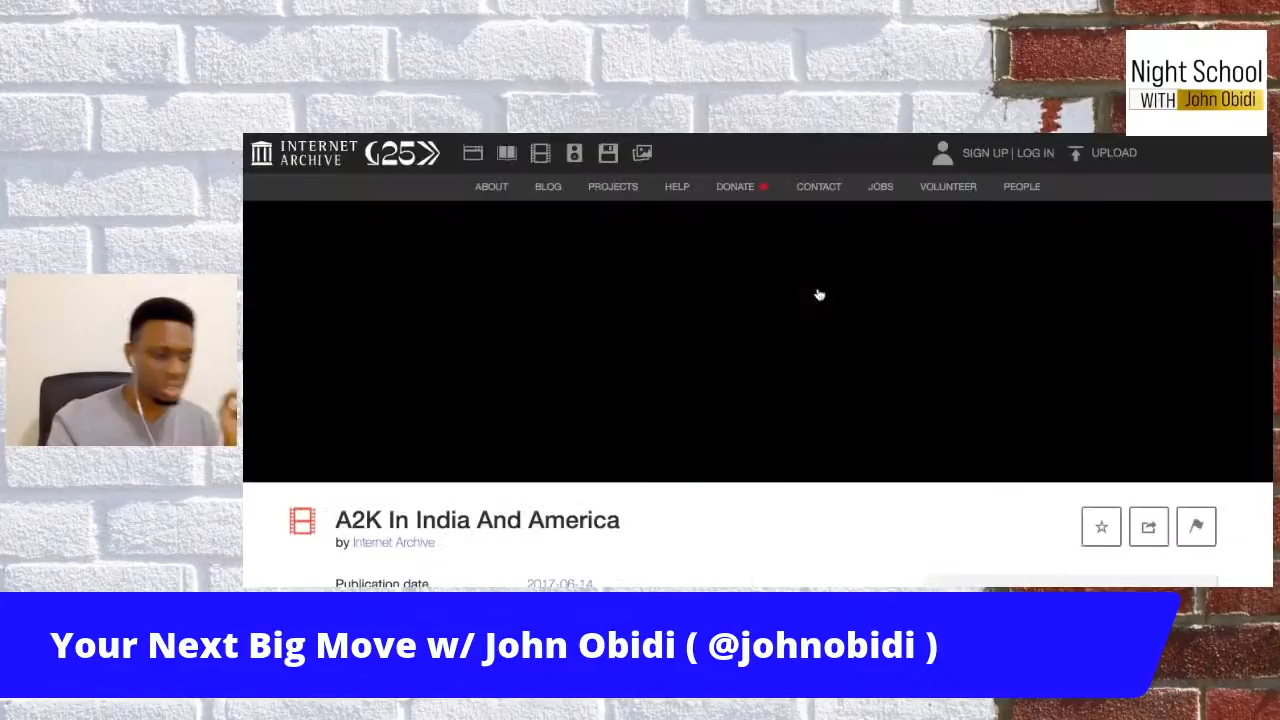 Night School
WITH John Obidi
INTERNET ARCHIVE 25
SIGN UP | LOG IN UPLOAD
ABOUT BLOG PROJECTS HELP DONATE CONTACT JOBS VOLUNTEER PEOPLE
A2K In India And America
by Internet Archive
Publication date 2017-06-14
Your Next Big Move w/ John Obidi ( @johnobidi )